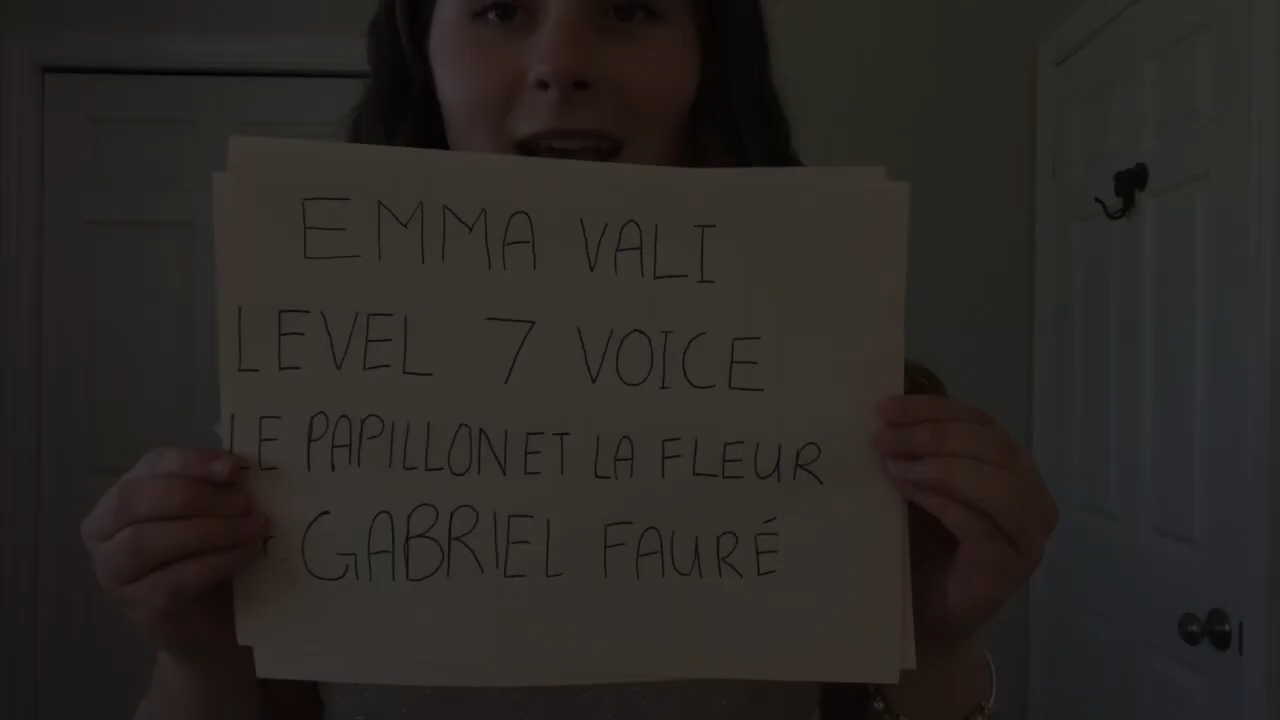 EMMA VALI
LEVEL 7 VOICE
LE PAPILLON ET LA FLEUR
GABRIEL FAURÉ